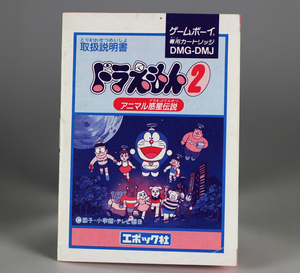 とりあつかいせつめいしょ
取扱説明書
ゲームボーイ
専用カートリッジ
DMG-DMJ
ドラえもん2
アニマル惑星伝説
藤子・小学館・テレビ朝日
エポック社